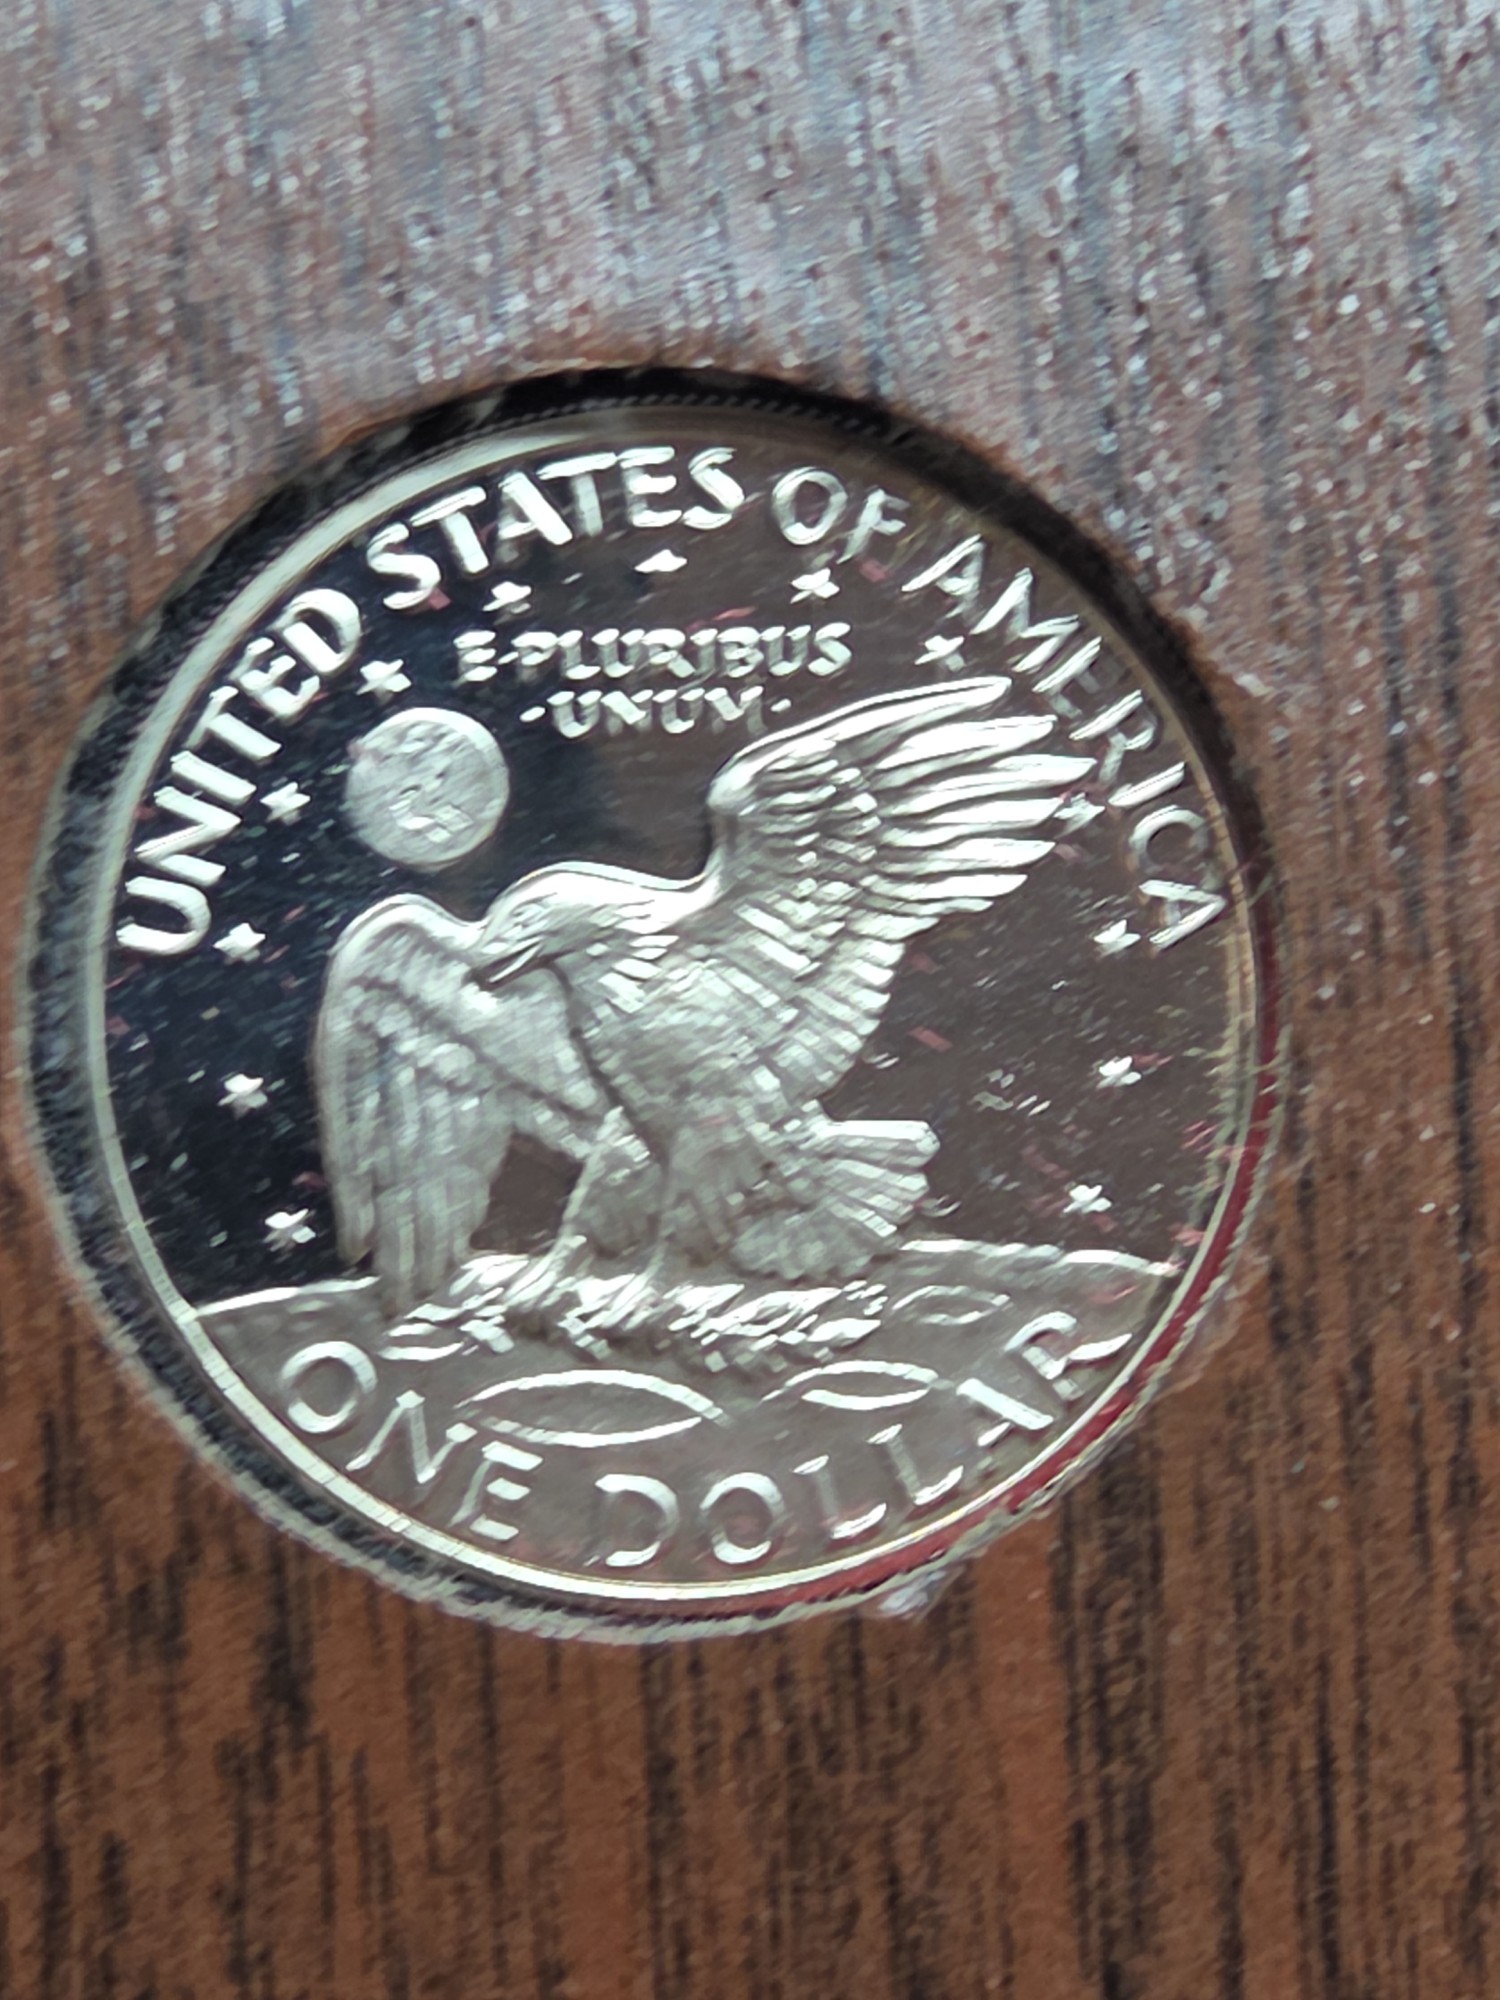 UNITED STATES OF AMERICA
E·PLURIBUS
·UNUM·
ONE DOLLAR